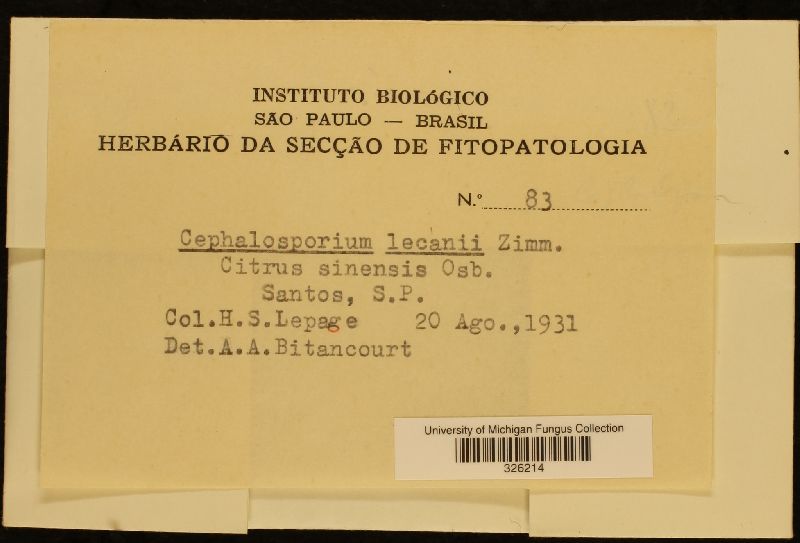 INSTITUTO BIOLóGICO
SÃO PAULO — BRASIL
HERBÁRIO DA SECÇÃO DE FITOPATOLOGIA
N.º 83
Cephalosporium lecanii Zimm.
Citrus sinensis Osb.
Santos, S.P.
Col.H.S.Lepage 20 Ago.,1931
Det.A.A.Bitancourt
University of Michigan Fungus Collection
326214